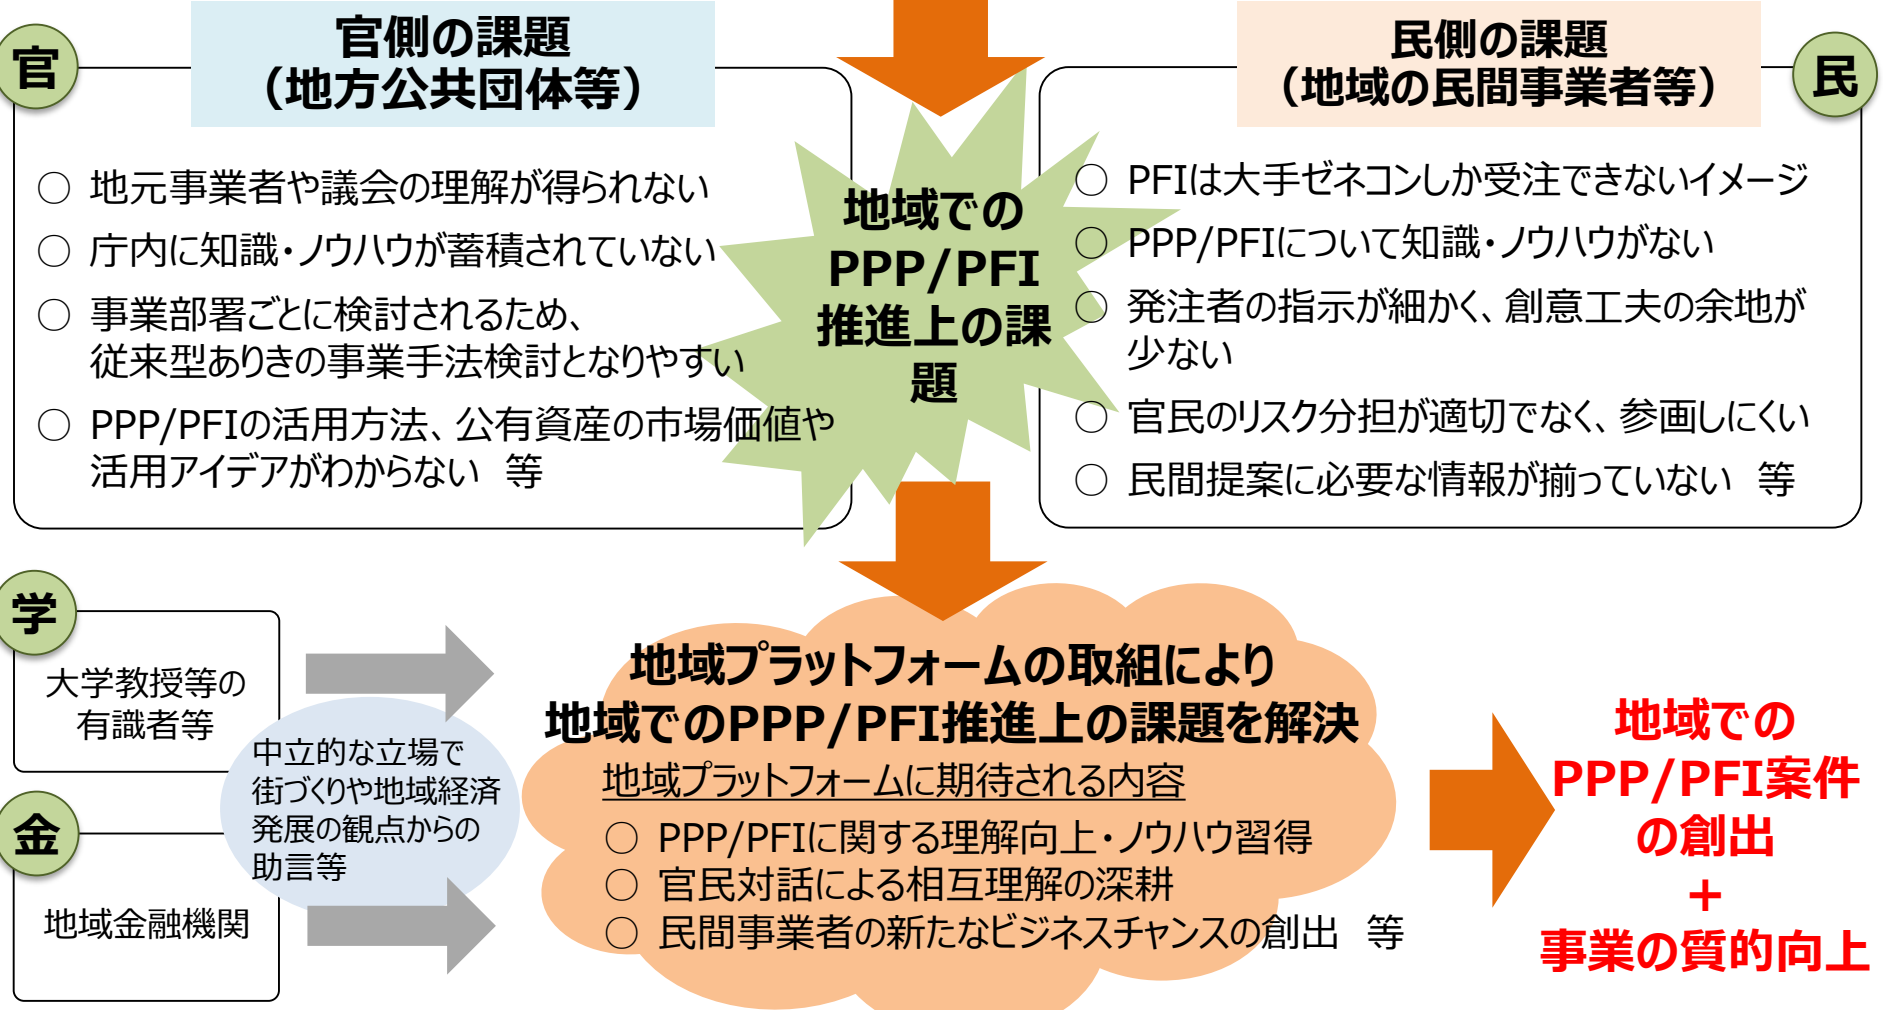 官
官側の課題
（地方公共団体等）
○ 地元事業者や議会の理解が得られない
○ 庁内に知識・ノウハウが蓄積されていない
○ 事業部署ごとに検討されるため、
従来型ありきの事業手法検討となりやすい
○ PPP/PFIの活用方法、公有資産の市場価値や
活用アイデアがわからない　等
地域での
PPP/PFI
推進上の課
題
民側の課題
（地域の民間事業者等）
民
○ PFIは大手ゼネコンしか受注できないイメージ
○ PPP/PFIについて知識・ノウハウがない
○ 発注者の指示が細かく、創意工夫の余地が
少ない
○ 官民のリスク分担が適切でなく、参画しにくい
○ 民間提案に必要な情報が揃っていない　等
学
大学教授等の
有識者等
金
地域金融機関
中立的な立場で
街づくりや地域経済
発展の観点からの
助言等
地域プラットフォームの取組により
地域でのPPP/PFI推進上の課題を解決
地域プラットフォームに期待される内容
○ PPP/PFIに関する理解向上・ノウハウ習得
○ 官民対話による相互理解の深耕
○ 民間事業者の新たなビジネスチャンスの創出　等
地域での
PPP/PFI案件
の創出
＋
事業の質的向上